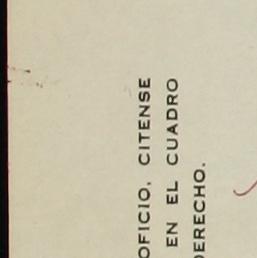 OFICIO, CITENSE
EN EL CUADRO
DERECHO.